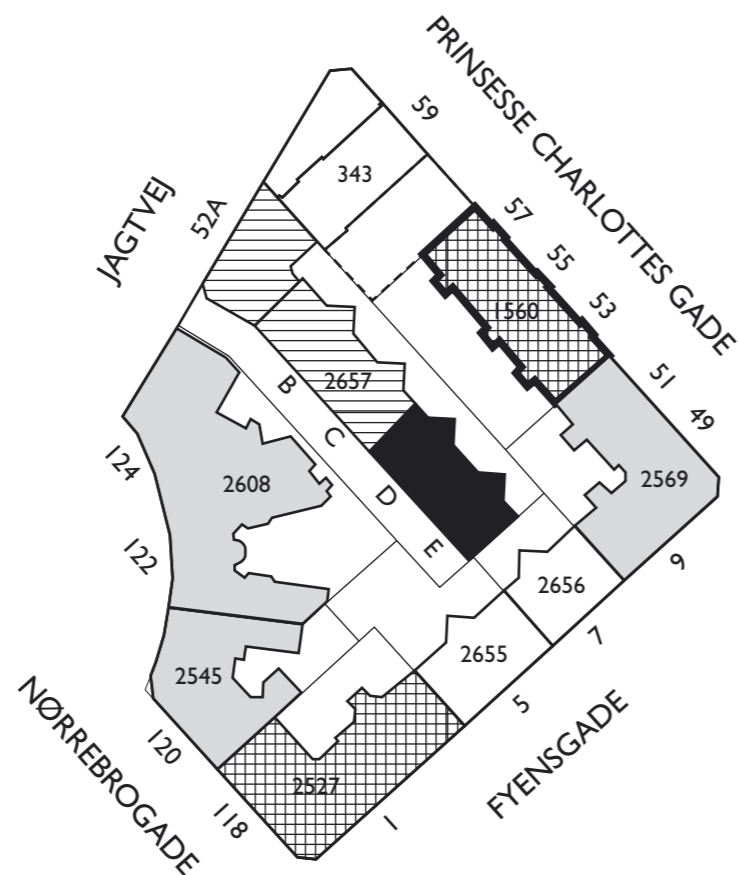 PRINSESSE CHARLOTTES GADE
59
343
JAGTVEJ
52A
57
55
53
1560
51
49
2657
B
C
D
E
2608
2569
124
122
9
2656
7
2655
5
2545
NØRREBROGADE
120
118
2527
1
FYENSGADE